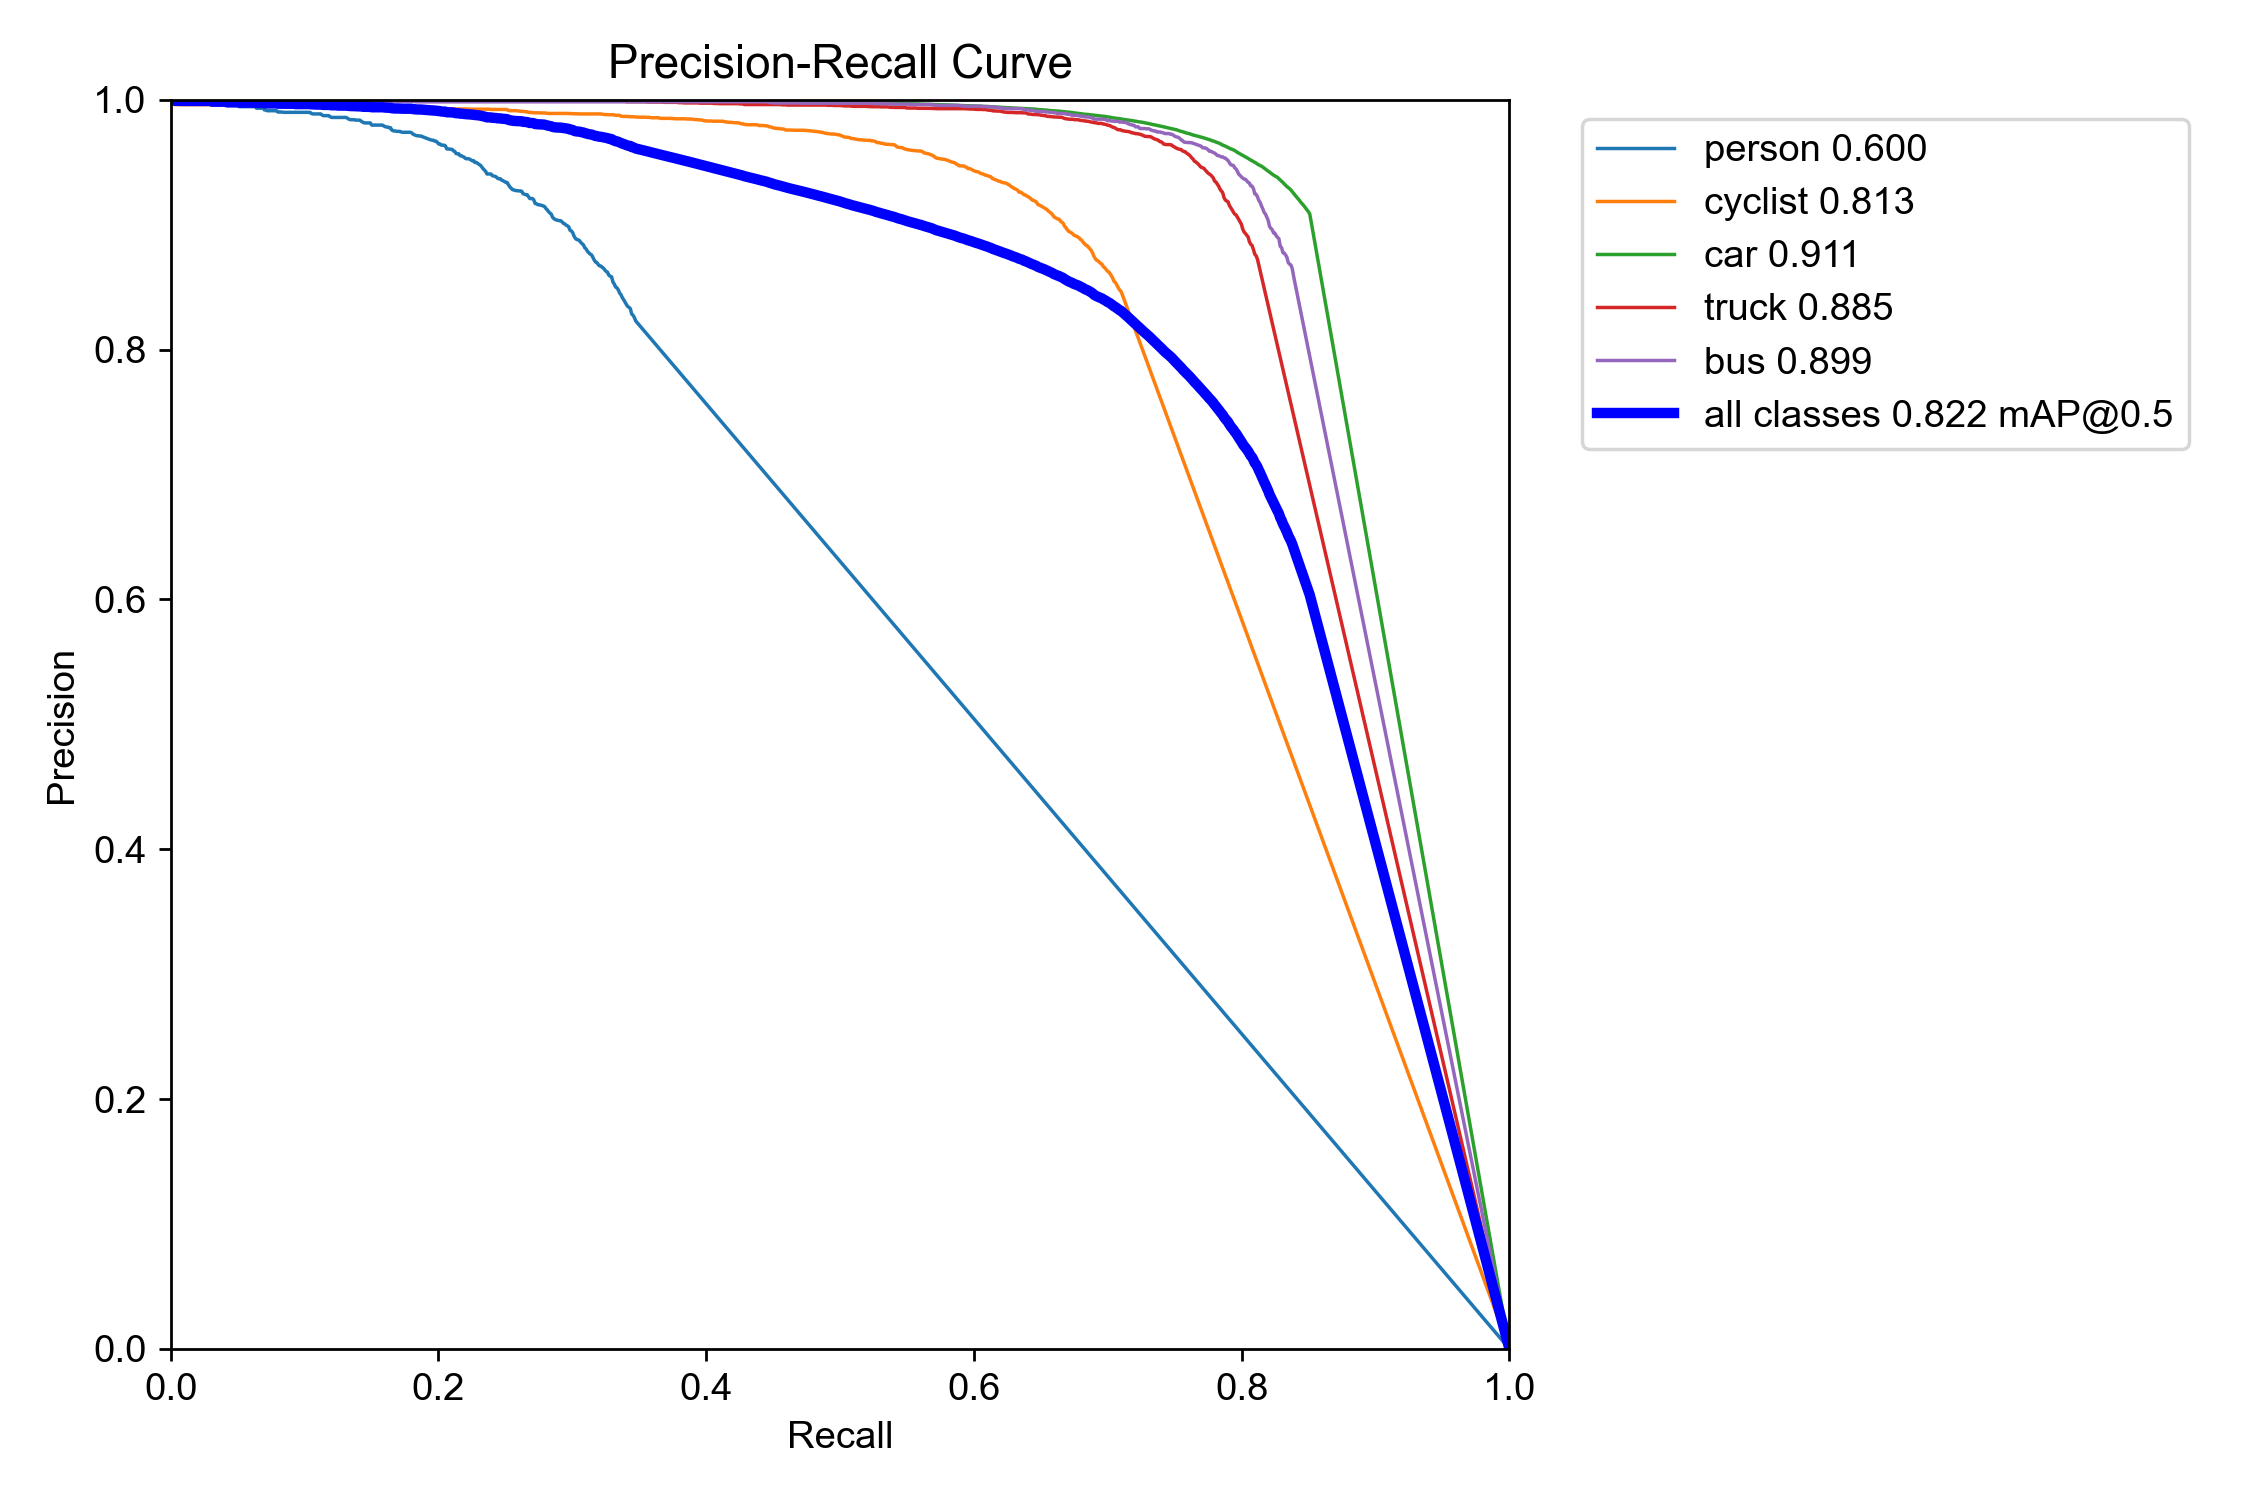 Precision-Recall Curve
1.0
0.8
0.6
0.4
0.2
0.0
Precision
0.0 0.2 0.4 0.6 0.8 1.0
Recall
person 0.600
cyclist 0.813
car 0.911
truck 0.885
bus 0.899
all classes 0.822 mAP@0.5